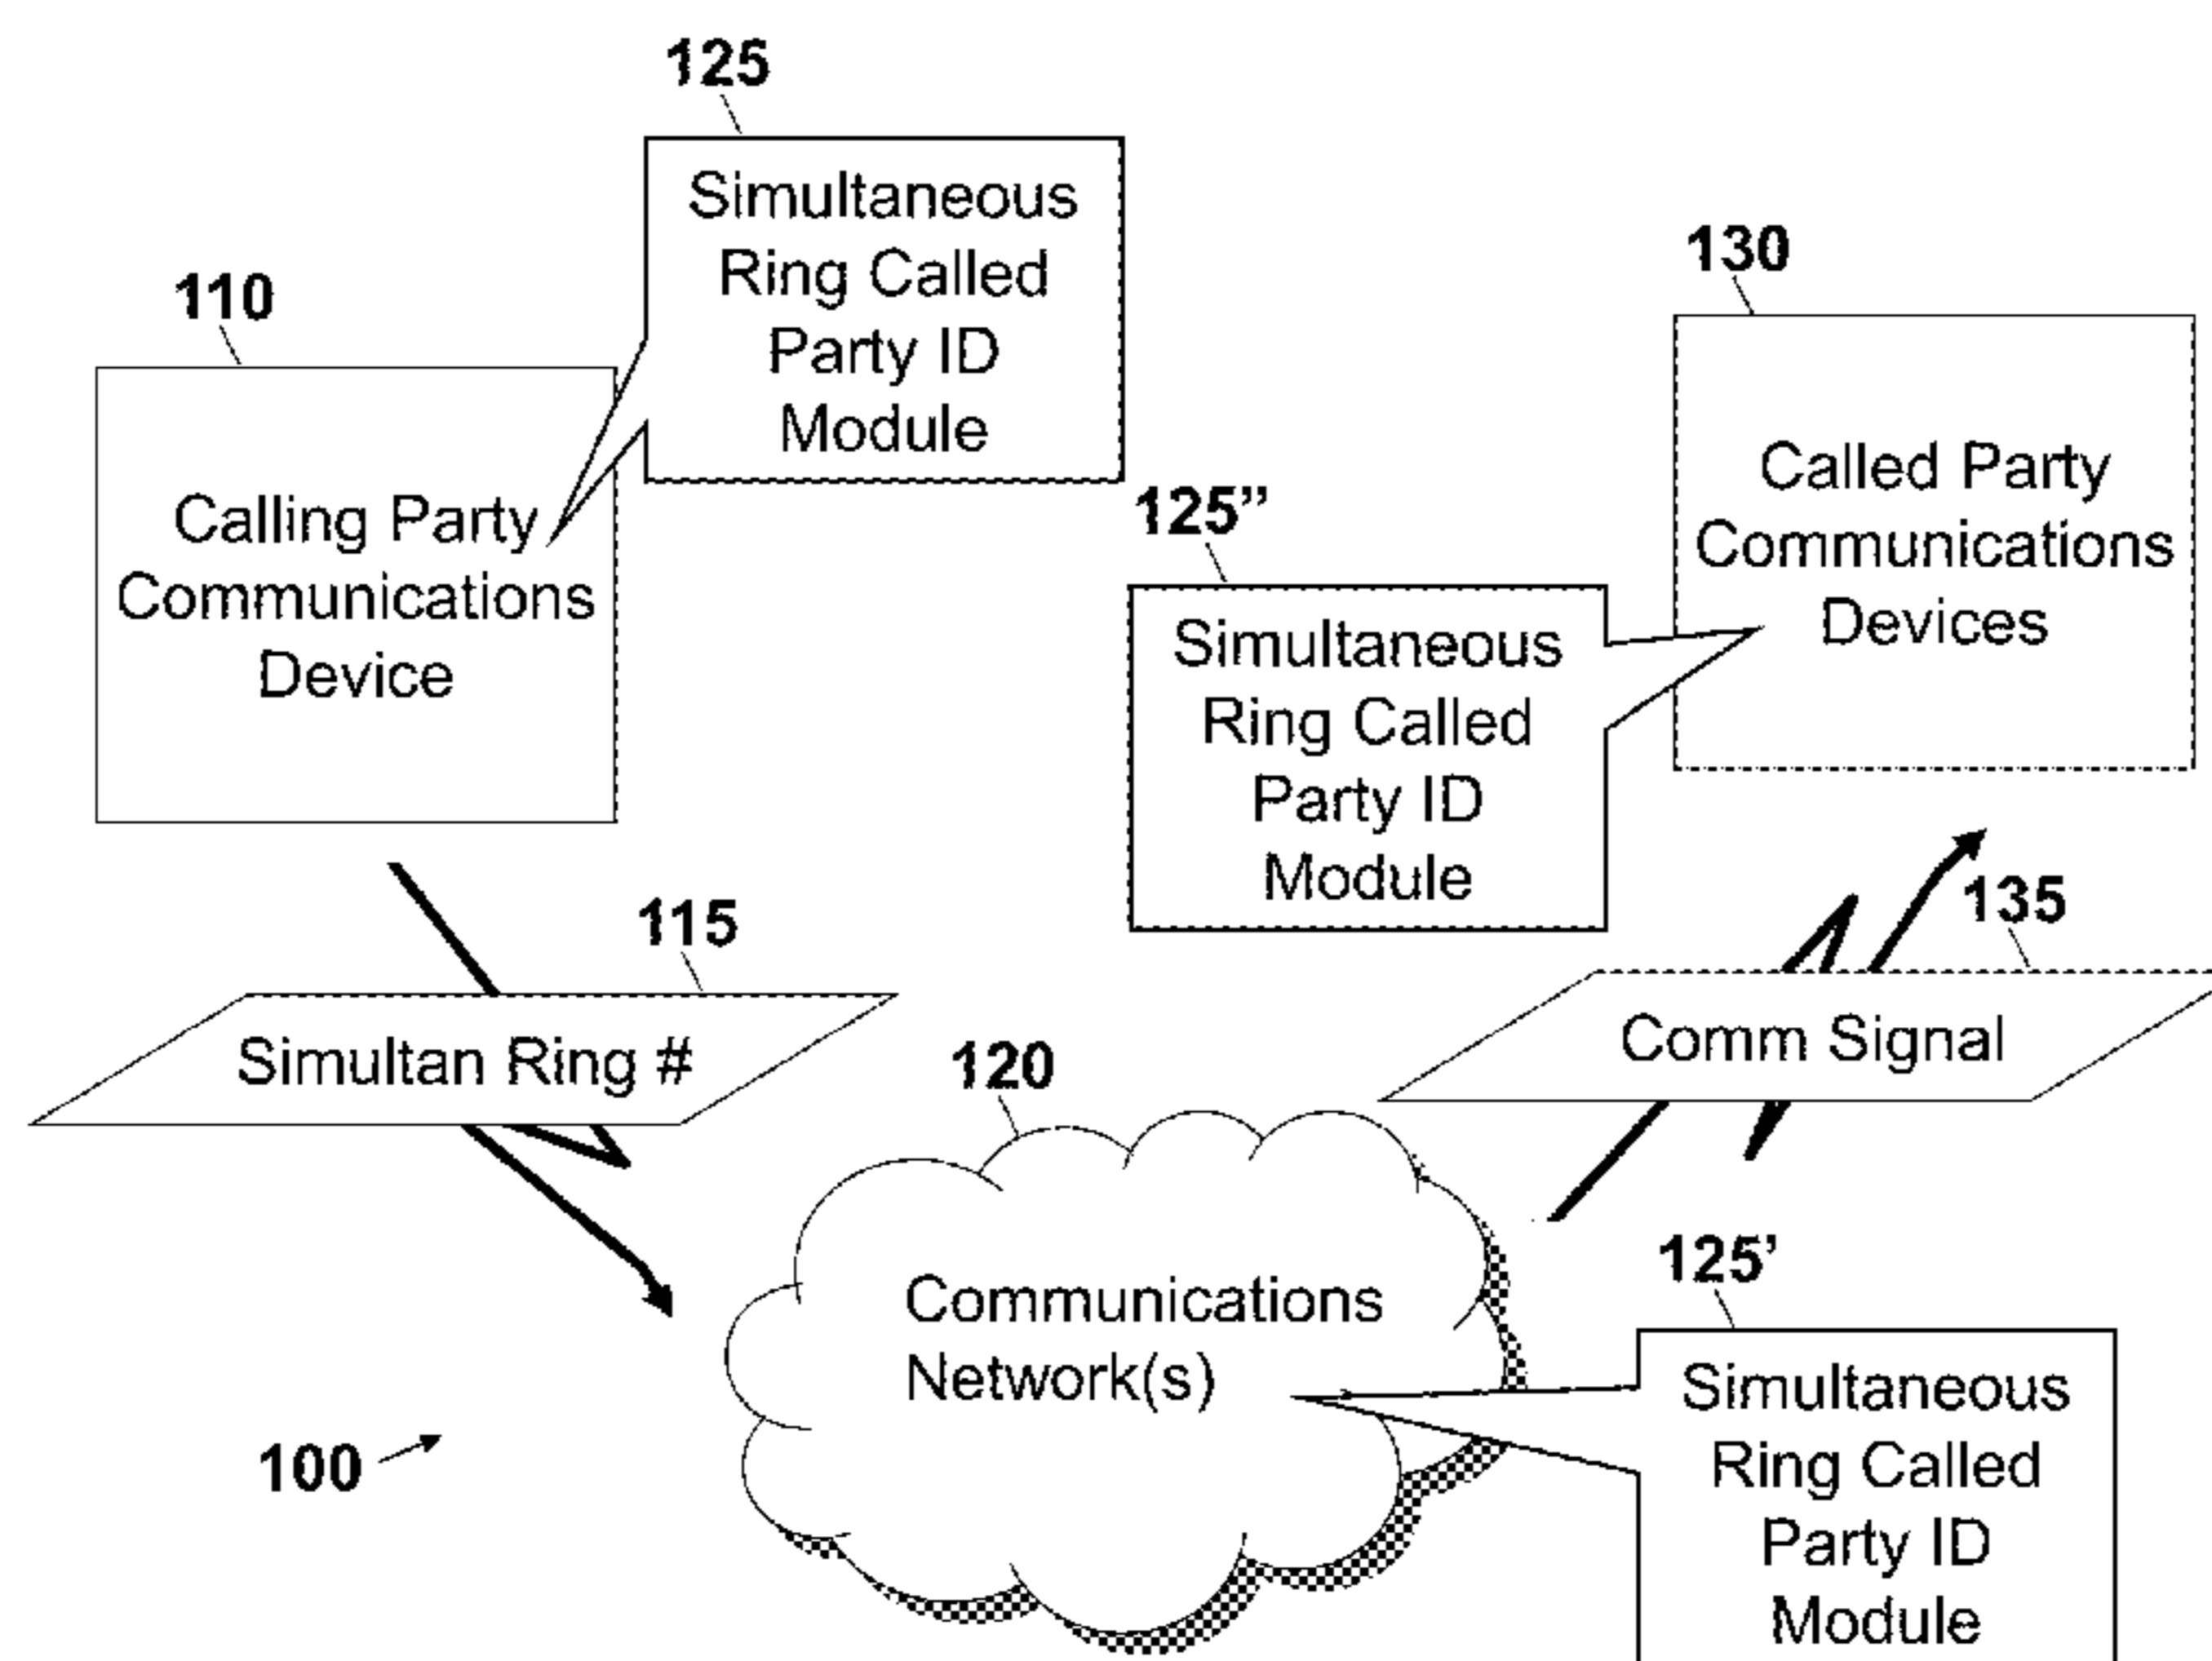 125
Simultaneous
Ring Called
Party ID
Module
110
Calling Party
Communications
Device
130
Called Party
Communications
Devices
125”
Simultaneous
Ring Called
Party ID
Module
115
Simultan Ring #
135
Comm Signal
120
Communications
Network(s)
125’
Simultaneous
Ring Called
Party ID
Module
100